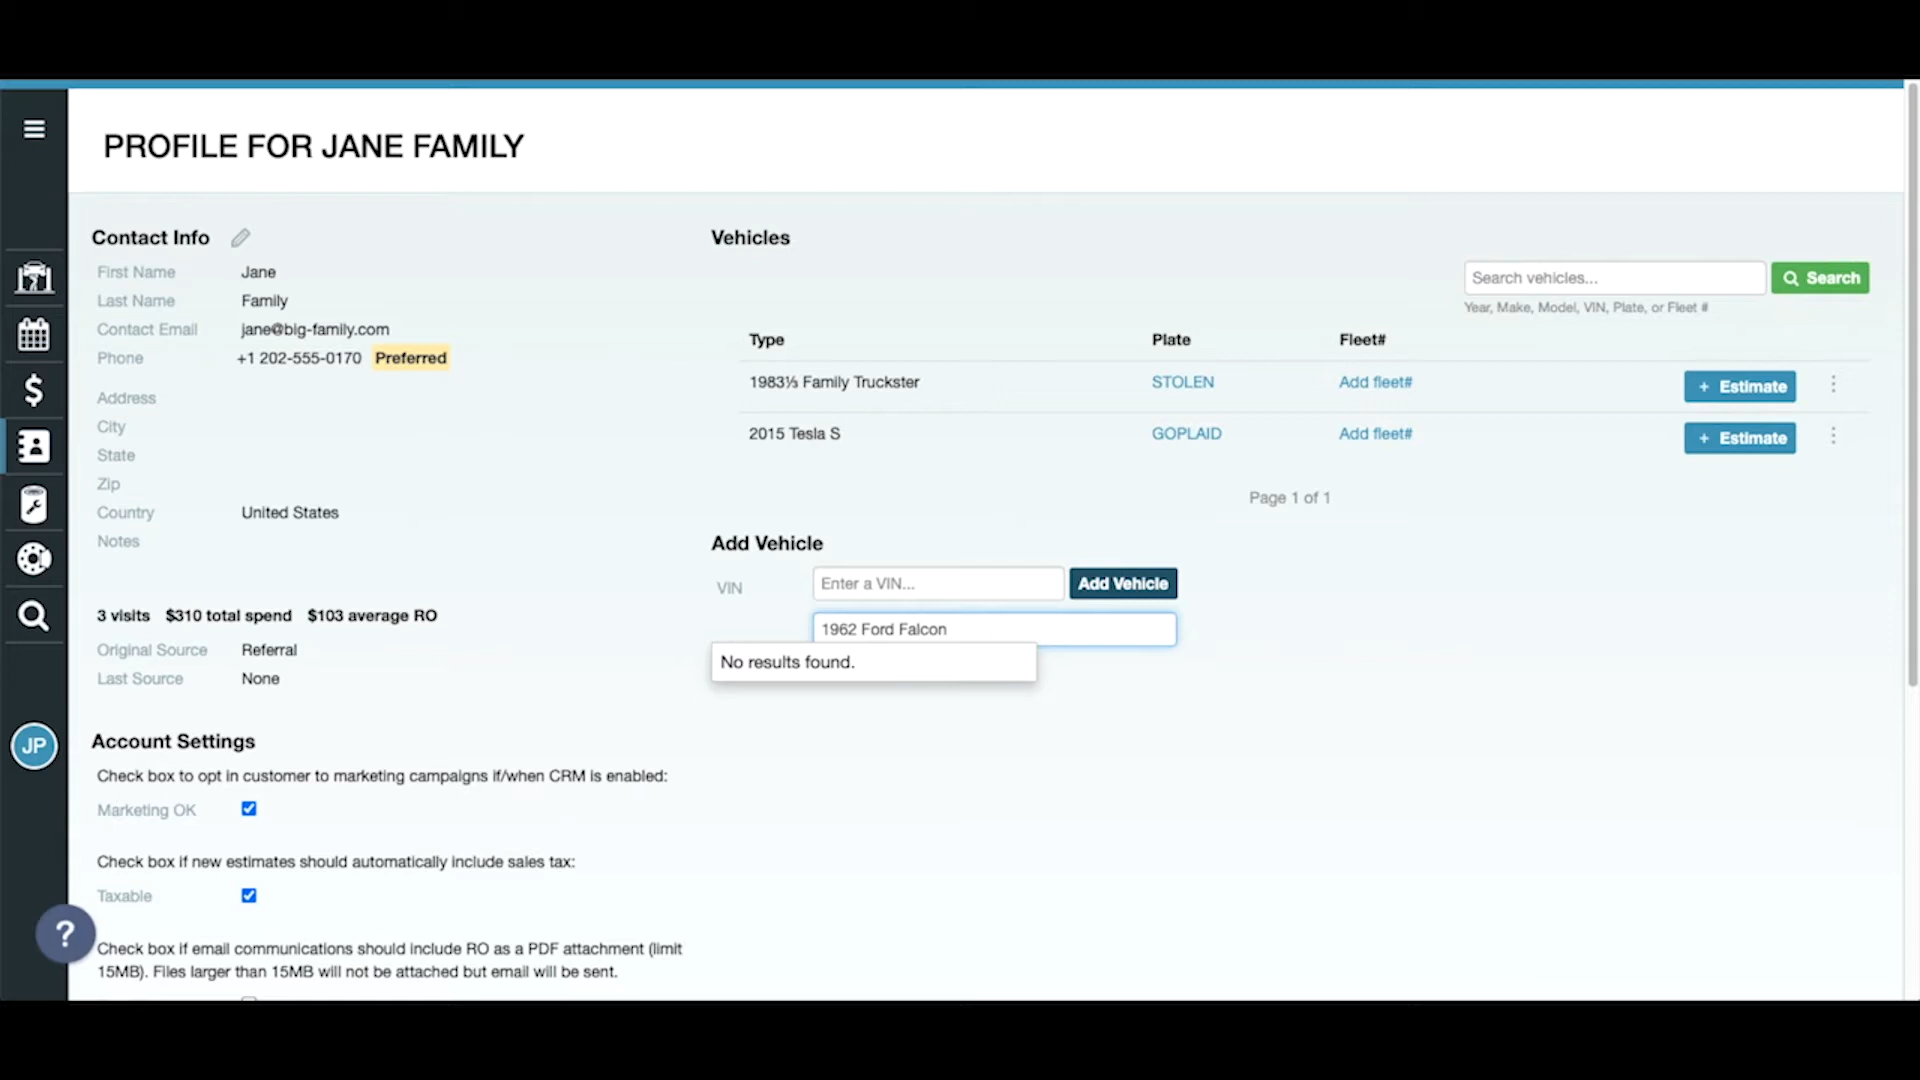 PROFILE FOR JANE FAMILY
Contact Info
First Name Jane
Last Name Family
Contact Email jane@big-family.com
Phone +1 202-555-0170 Preferred
Address
City
State
Zip
Country United States
Notes
3 visits $310 total spend $103 average RO
Original Source Referral
Last Source None
Account Settings
Check box to opt in customer to marketing campaigns if/when CRM is enabled:
Marketing OK
Check box if new estimates should automatically include sales tax:
Taxable
Check box if email communications should include RO as a PDF attachment (limit
15MB). Files larger than 15MB will not be attached but email will be sent.
Vehicles
Search vehicles... Search
Year, Make, Model, VIN, Plate, or Fleet #
Type Plate Fleet#
1983⅓ Family Truckster STOLEN Add fleet# + Estimate
2015 Tesla S GOPLAID Add fleet# + Estimate
Page 1 of 1
Add Vehicle
VIN Enter a VIN... Add Vehicle
1962 Ford Falcon
No results found.
JP
?